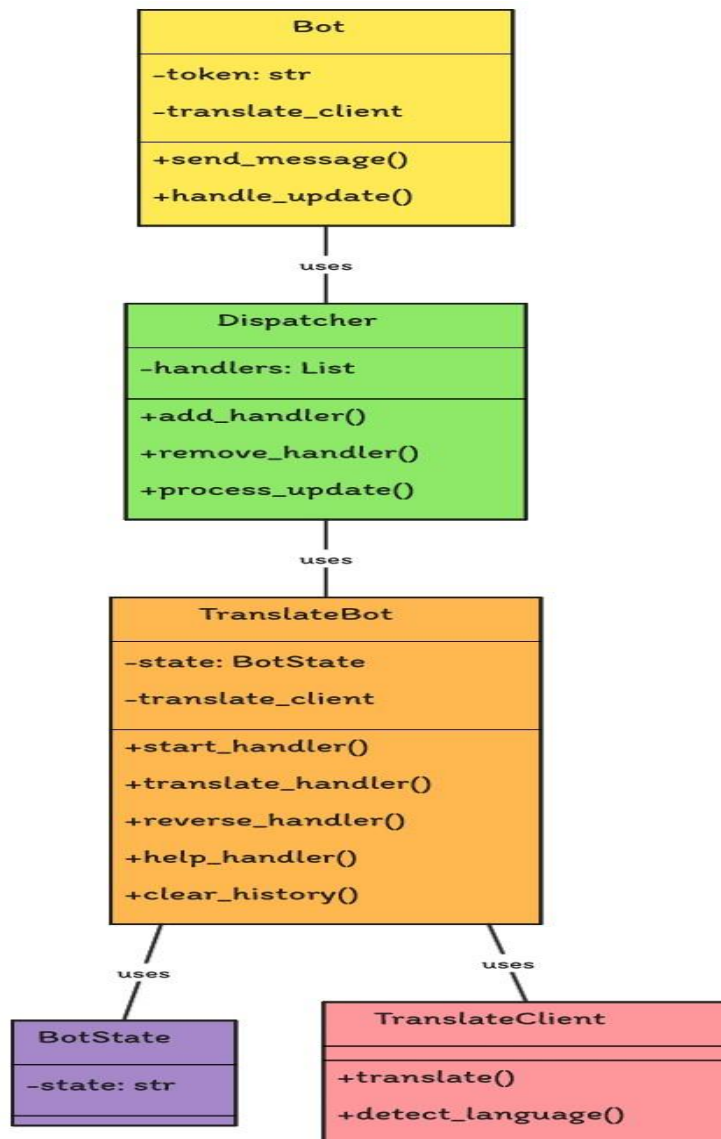 Bot
-token: str
-translate_client
+send_message()
+handle_update()
uses
Dispatcher
-handlers: List
+add_handler()
+remove_handler()
+process_update()
uses
TranslateBot
-state: BotState
-translate_client
+start_handler()
+translate_handler()
+reverse_handler()
+help_handler()
+clear_history()
uses
uses
BotState
-state: str
TranslateClient
+translate()
+detect_language()